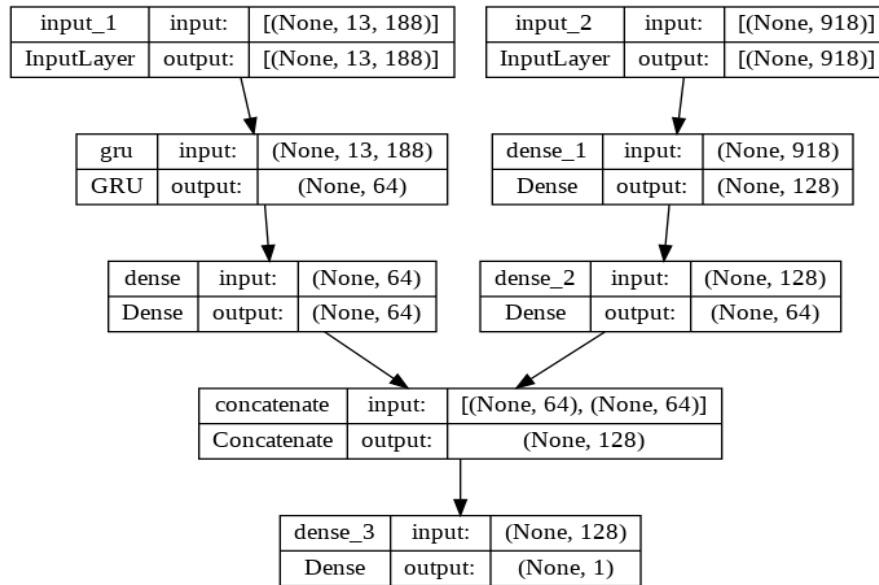 input_1 input: [(None, 13, 188)]
InputLayer output: [(None, 13, 188)]
input_2 input: [(None, 918)]
InputLayer output: [(None, 918)]
gru input: (None, 13, 188)
GRU output: (None, 64)
dense_1 input: (None, 918)
Dense output: (None, 128)
dense input: (None, 64)
Dense output: (None, 64)
dense_2 input: (None, 128)
Dense output: (None, 64)
concatenate input: [(None, 64), (None, 64)]
Concatenate output: (None, 128)
dense_3 input: (None, 128)
Dense output: (None, 1)